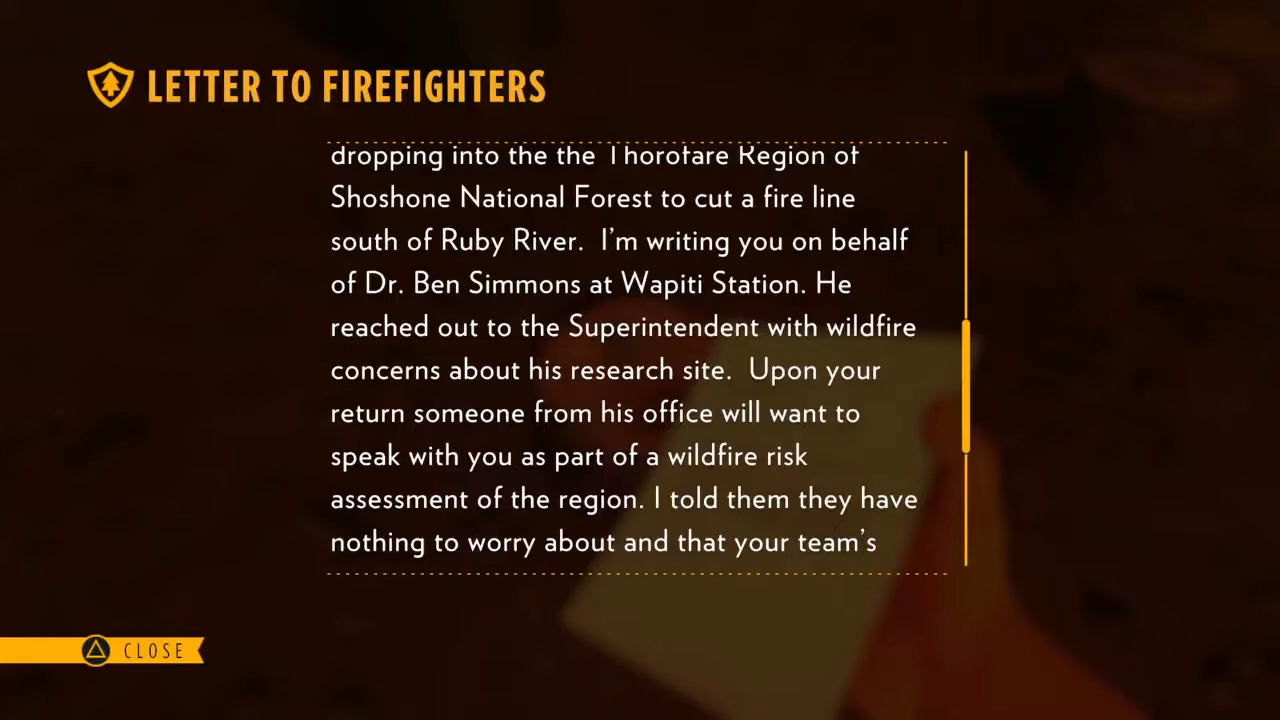 LETTER TO FIREFIGHTERS
dropping into the the Thorofare Region of
Shoshone National Forest to cut a fire line
south of Ruby River.  I'm writing you on behalf
of Dr. Ben Simmons at Wapiti Station. He
reached out to the Superintendent with wildfire
concerns about his research site.  Upon your
return someone from his office will want to
speak with you as part of a wildfire risk
assessment of the region. I told them they have
nothing to worry about and that your team's
CLOSE